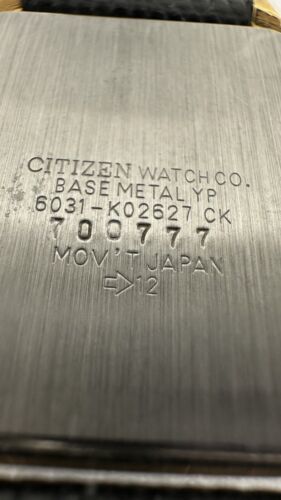 CITIZEN WATCH CO.
BASE METAL YP
6031-K02627 CK
700777
MOV'T JAPAN
⇨12